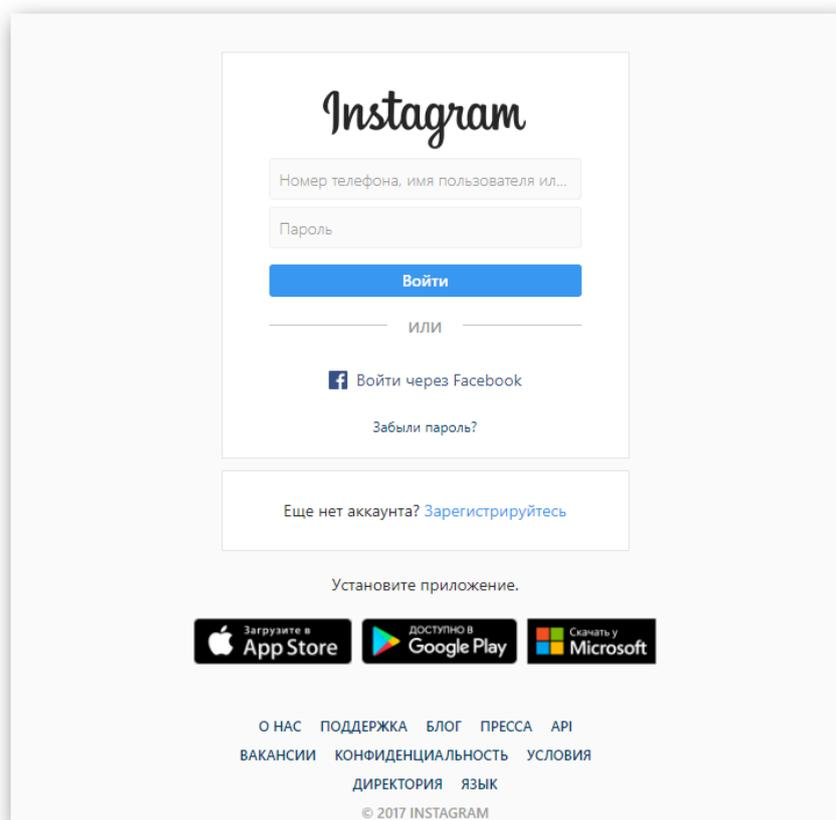 Instagram
Номер телефона, имя пользователя ил...
Пароль
Войти
ИЛИ
Войти через Facebook
Забыли пароль?
Еще нет аккаунта? Зарегистрируйтесь
Установите приложение.
Загрузите в
App Store
ДОСТУПНО В
Google Play
Скачать у
Microsoft
О НАС ПОДДЕРЖКА БЛОГ ПРЕССА API
ВАКАНСИИ КОНФИДЕНЦИАЛЬНОСТЬ УСЛОВИЯ
ДИРЕКТОРИЯ ЯЗЫК
© 2017 INSTAGRAM